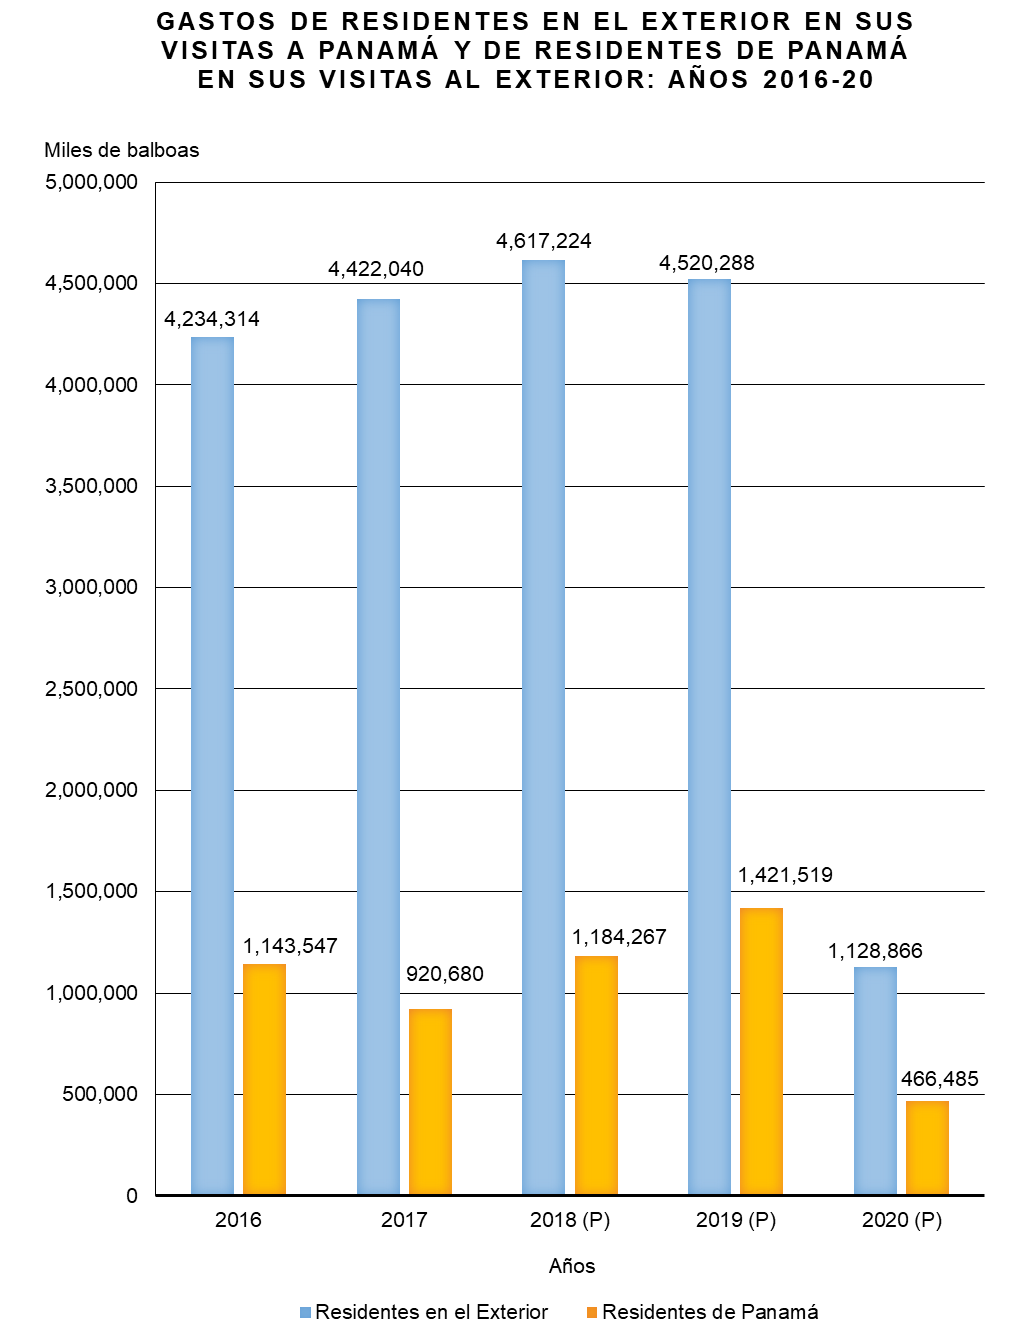 GASTOS DE RESIDENTES EN EL EXTERIOR EN SUS
VISITAS A PANAMÁ Y DE RESIDENTES DE PANAMÁ
EN SUS VISITAS AL EXTERIOR: AÑOS 2016-20
Miles de balboas
5,000,000
4,500,000
4,000,000
3,500,000
3,000,000
2,500,000
2,000,000
1,500,000
1,000,000
500,000
0
4,234,314
1,143,547
4,422,040
920,680
4,617,224
1,184,267
4,520,288
1,421,519
1,128,866
466,485
2016
2017
2018 (P)
2019 (P)
2020 (P)
Años
Residentes en el Exterior
Residentes de Panamá